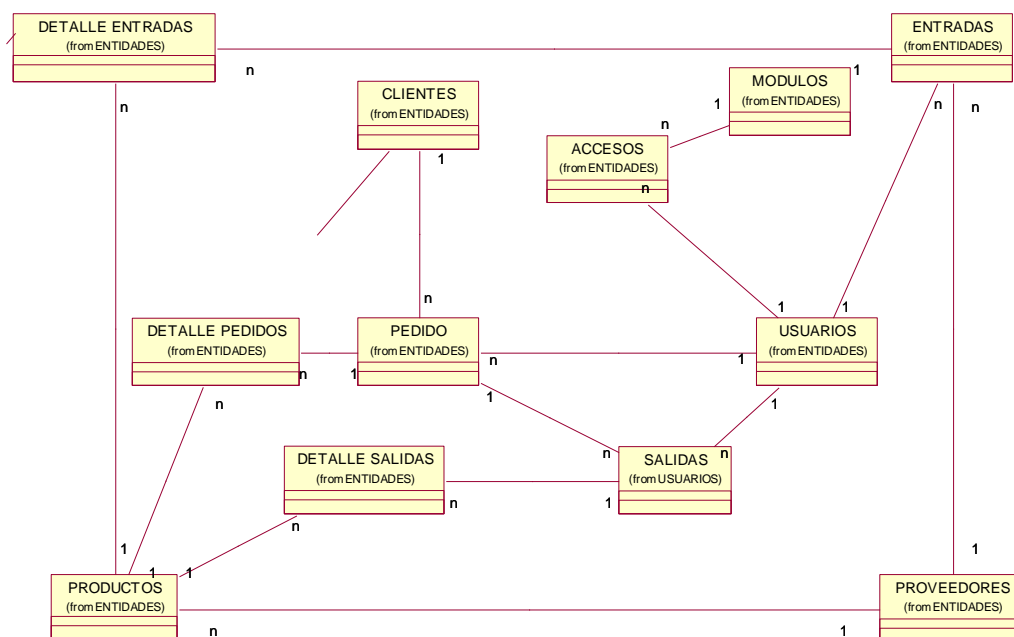 DETALLE ENTRADAS
(from ENTIDADES)
ENTRADAS
(from ENTIDADES)
n
1
n
n
n
CLIENTES
(from ENTIDADES)
1
MODULOS
(from ENTIDADES)
1
n
ACCESOS
(from ENTIDADES)
n
n
1
1
DETALLE PEDIDOS
(from ENTIDADES)
n
1
PEDIDO
(from ENTIDADES)
n
1
USUARIOS
(from ENTIDADES)
n
1
1
DETALLE SALIDAS
(from ENTIDADES)
n
n
n
1
SALIDAS
(from USUARIOS)
n
1
1
1
1
PRODUCTOS
(from ENTIDADES)
n
1
PROVEEDORES
(from ENTIDADES)
1